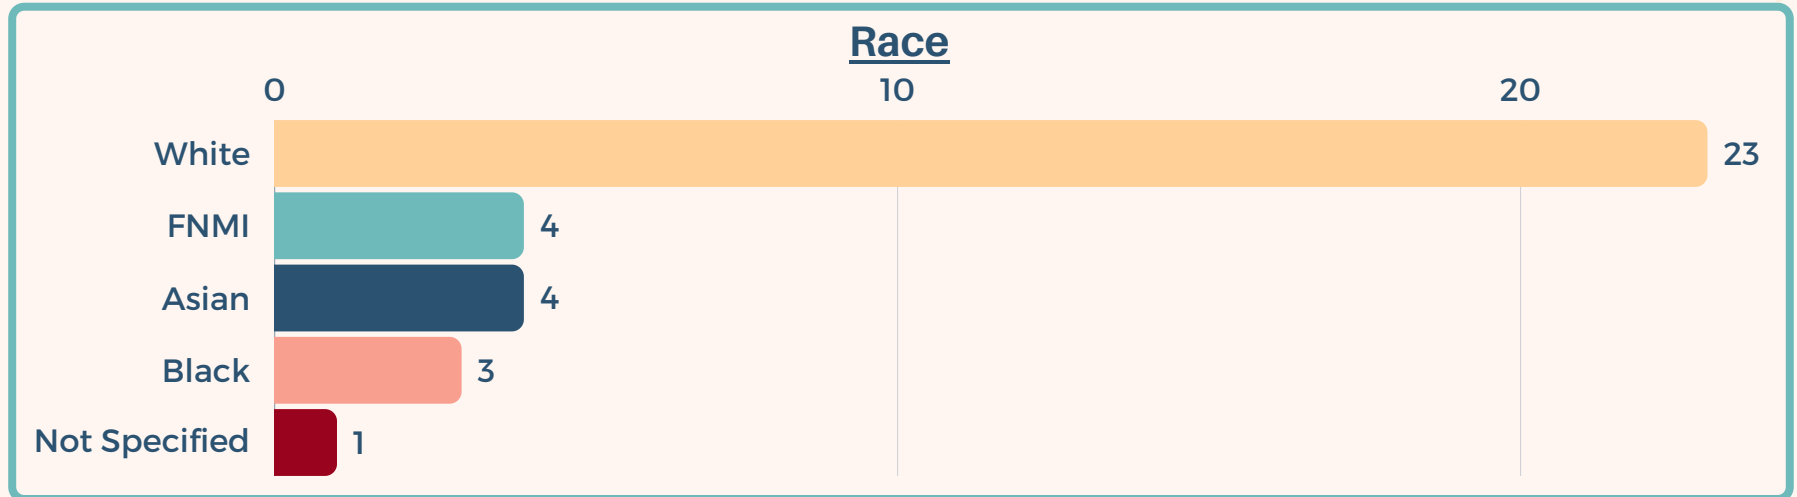 Race
0 10 20
White 23
FNMI 4
Asian 4
Black 3
Not Specified 1